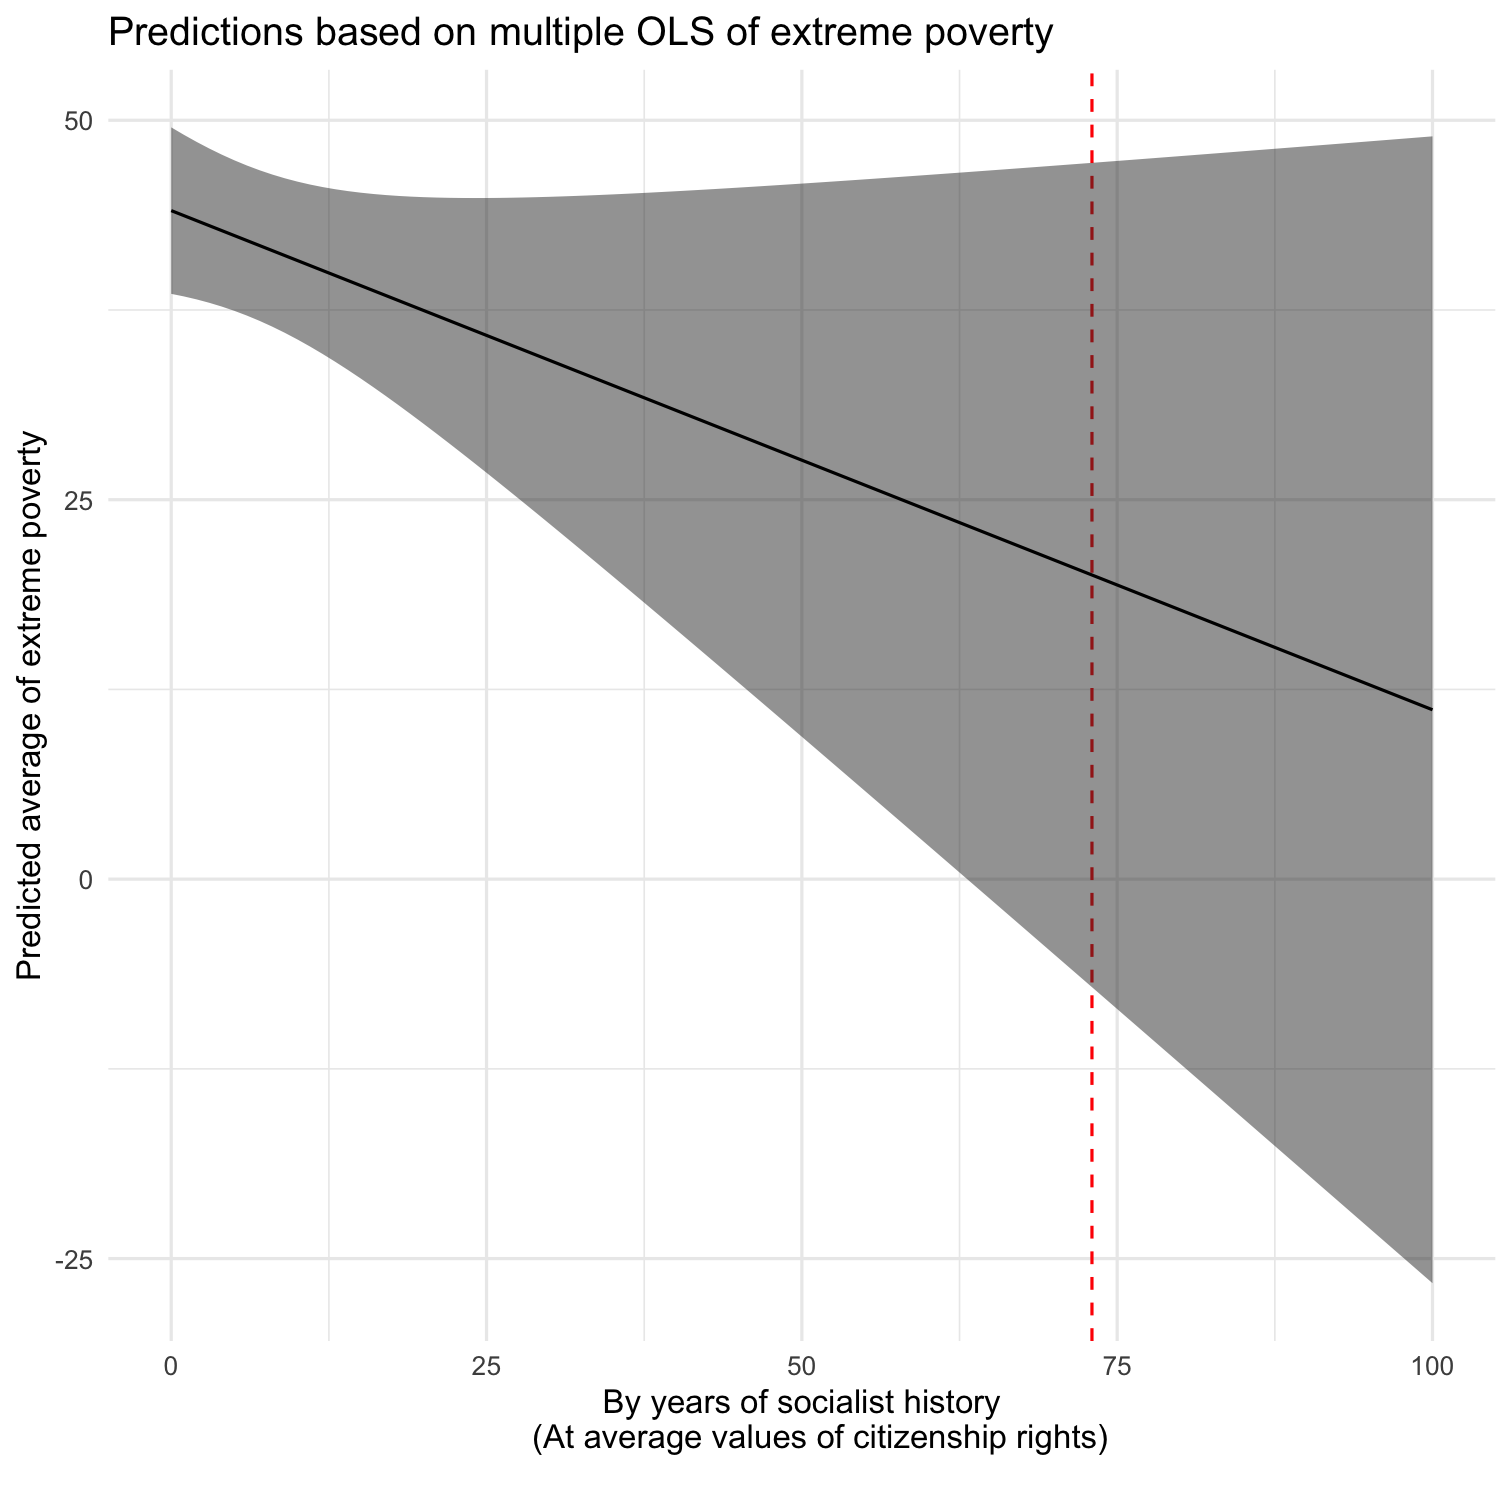 Predictions based on multiple OLS of extreme poverty
Predicted average of extreme poverty
50
25
0
-25
0
25
50
75
100
By years of socialist history
(At average values of citizenship rights)